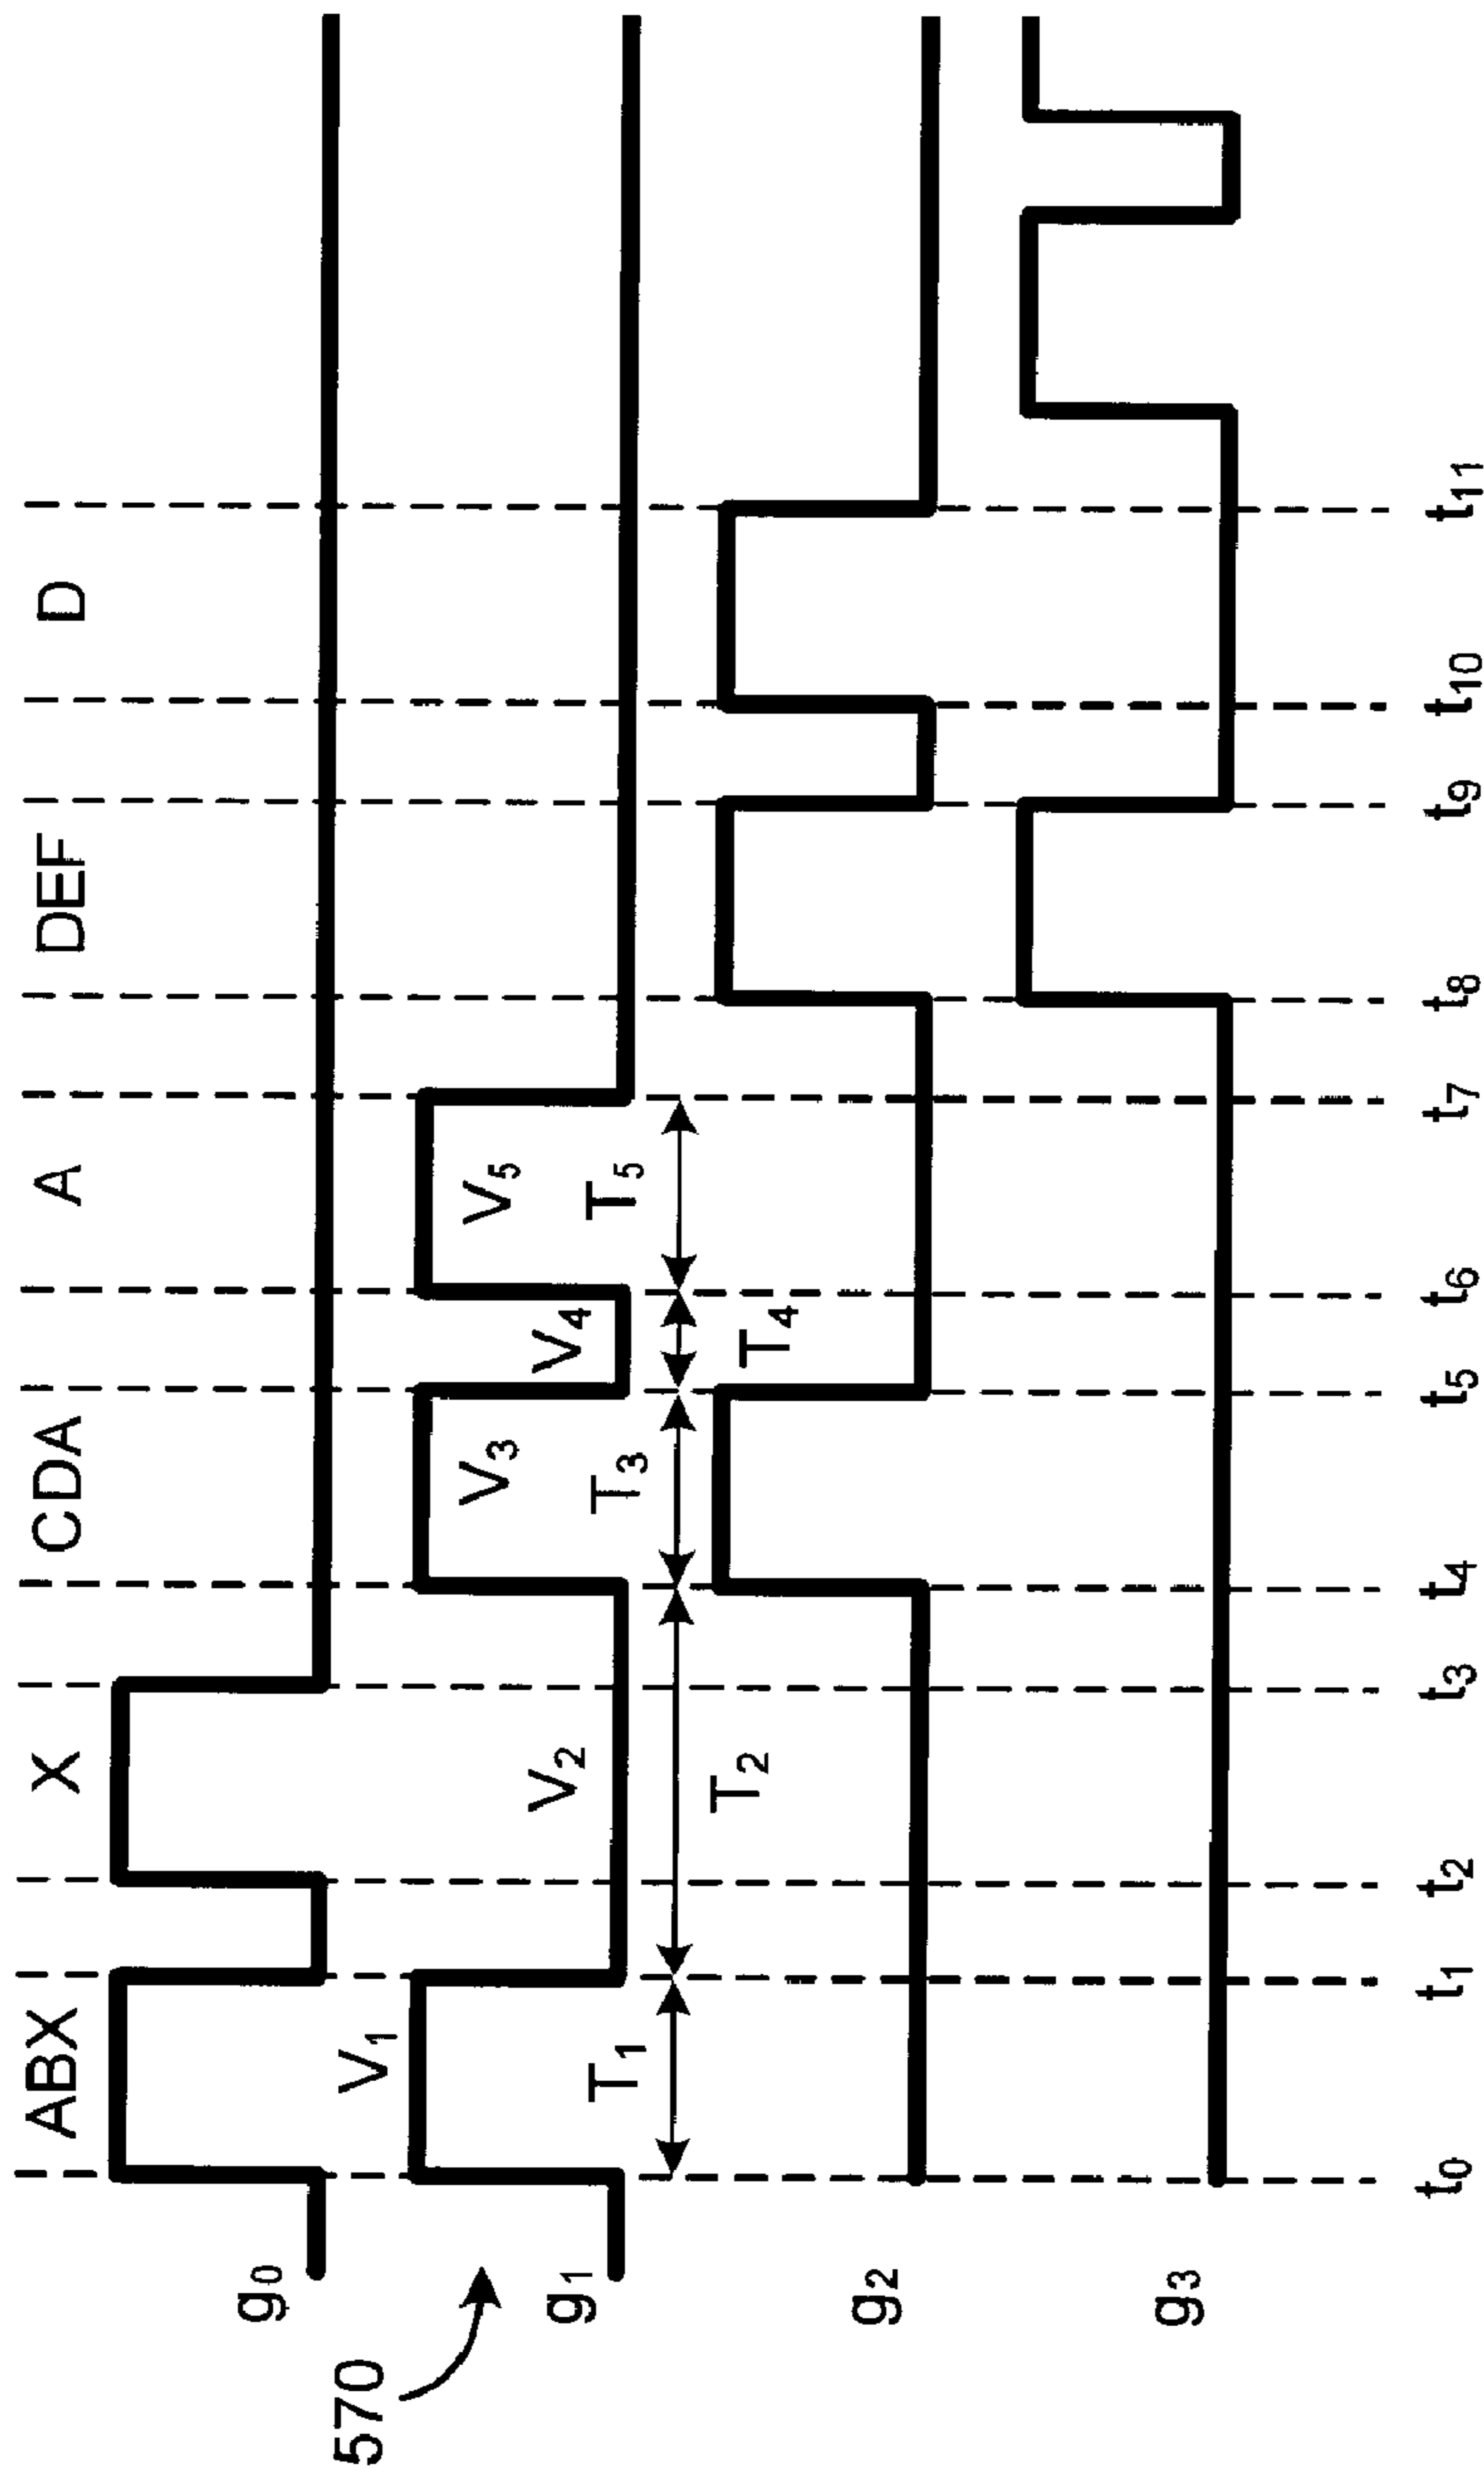 ABX X CDA A DEF D
g0
V1 V2 V3 V4 V5
570
g1
T1 T2 T3 T4 T5
g2
g3
t0 t1 t2 t3 t4 t5 t6 t7 t8 t9 t10 t11